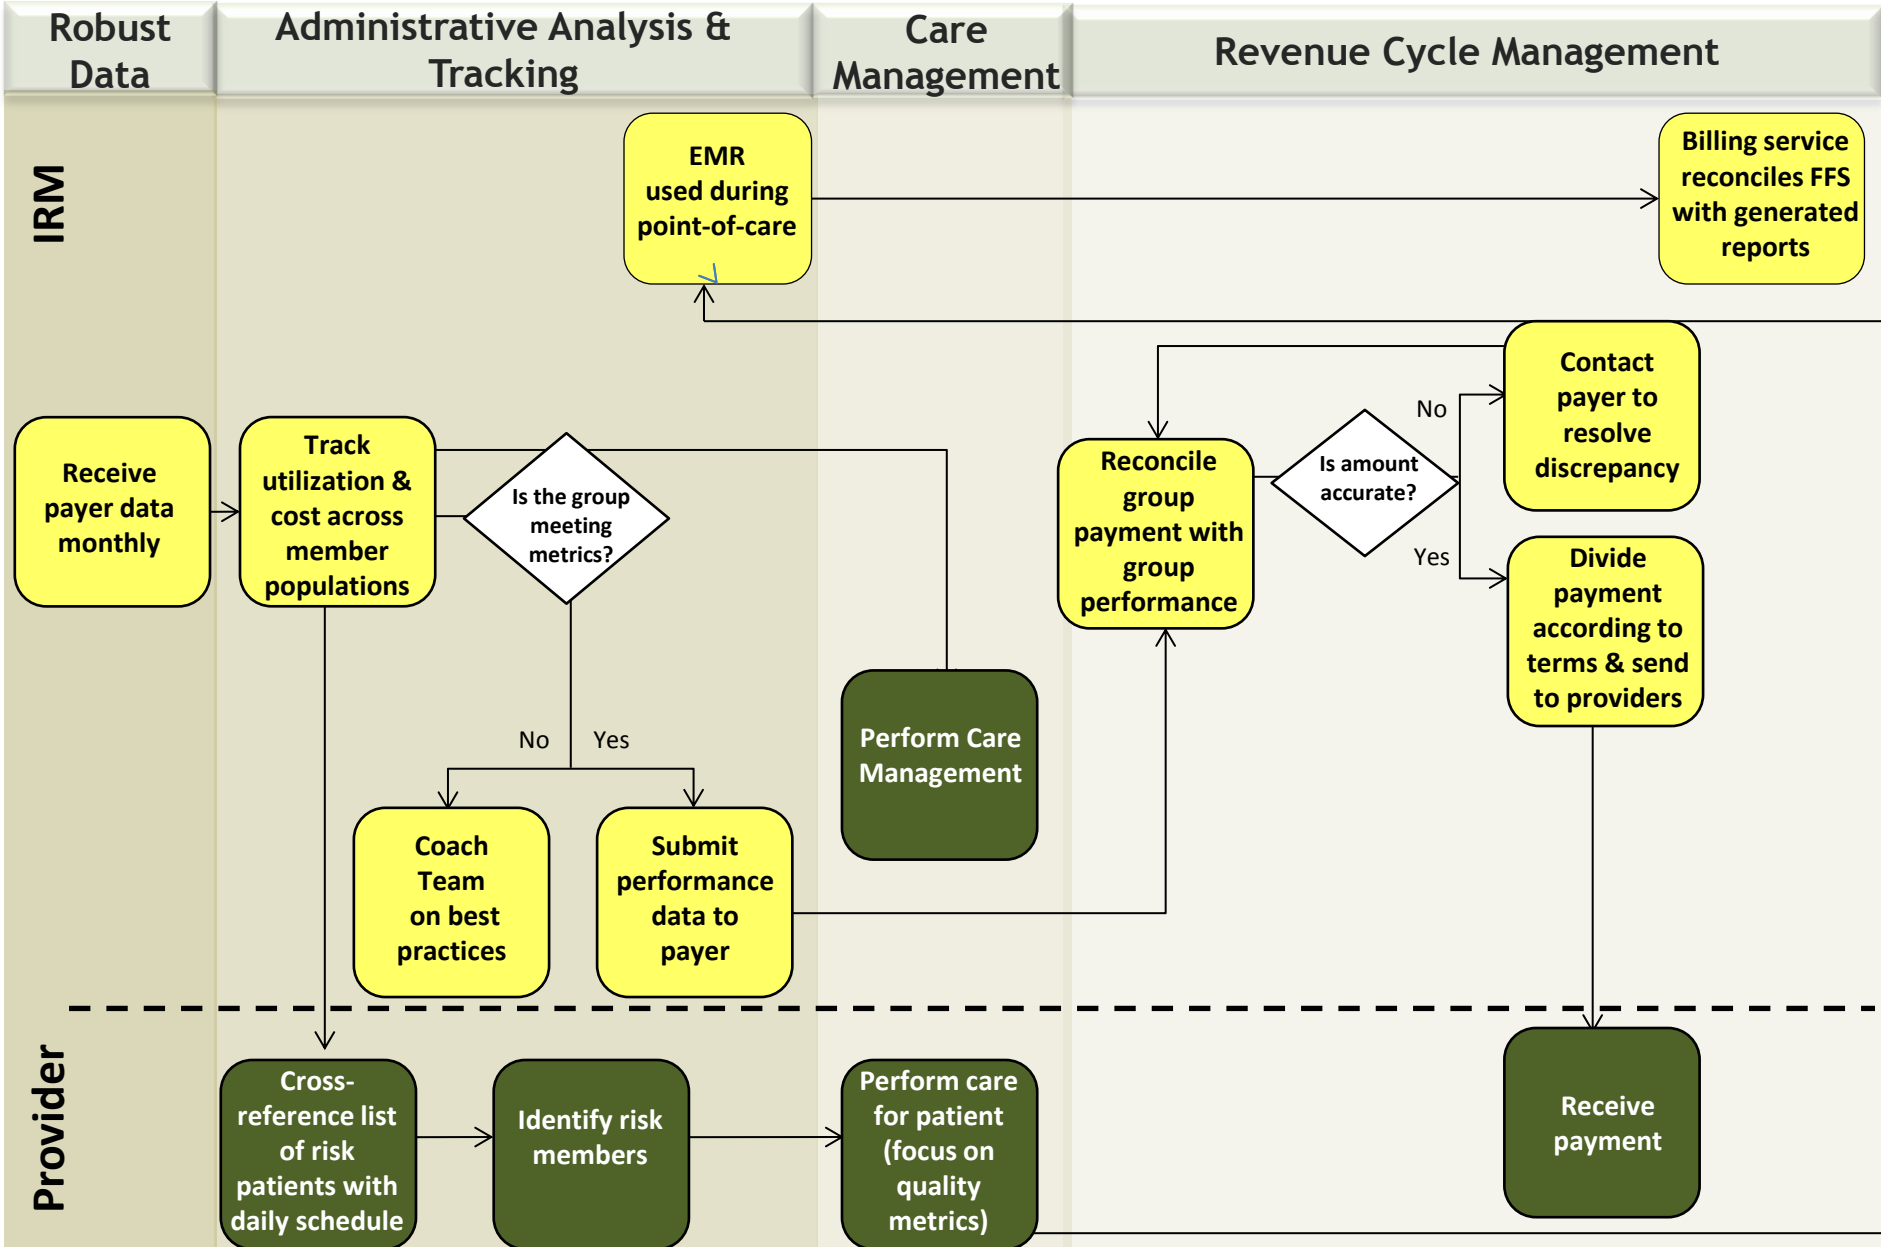 Robust
Data
Administrative Analysis &
Tracking
Care
Management
Revenue Cycle Management
IRM
EMR
used during
point-of-care
Billing service
reconciles FFS
with generated
reports
Receive
payer data
monthly
Track
utilization &
cost across
member
populations
Is the group
meeting
metrics?
No
Yes
Coach
Team
on best
practices
Submit
performance
data to
payer
Perform Care
Management
Reconcile
group
payment with
group
performance
Is amount
accurate?
No
Yes
Contact
payer to
resolve
discrepancy
Divide
payment
according to
terms & send
to providers
Provider
Cross-
reference list
of risk
patients with
daily schedule
Identify risk
members
Perform care
for patient
(focus on
quality
metrics)
Receive
payment